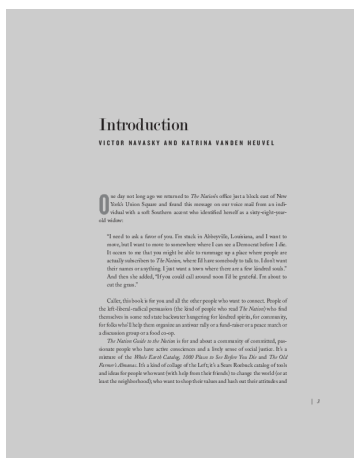 Introduction
VICTOR NAVASKY AND KATRINA VANDEN HEUVEL
One day not long ago we returned to The Nation's office just a block east of New
York's Union Square and found this message on our voice mail from an indi-
vidual with a soft Southern accent who identified herself as a sixty-eight-year-
old widow:
"I need to ask a favor of you. I'm stuck in Abbeyville, Louisiana, and I want to
move, but I want to move to somewhere where I can see a Democrat before I die.
It occurs to me that you might be able to remember up a place where people are
actually subscribers to The Nation, where I'd have somebody to talk to. I don't want
their names or anything. I just want a town where there are a few kindred souls."
And then she added, "If you could call around soon I'd be grateful. I'm about to
cut the grass."
Caller, this book is for you and all the other people who want to connect. People of
the left-liberal-radical persuasion (the kind of people who read The Nation) who find
themselves in some red state backwater hungering for kindred spirits, for community,
for folks who'll help them organize an antiwar rally or a fund-raiser or a peace march or
a discussion group or a food co-op.
The Nation Guide to the Nation is for and about a community of committed, pas-
sionate people who have active consciences and a lively sense of social justice. It's a
mixture of the Whole Earth Catalog, 1000 Places to See Before You Die and The Old
Farmer's Almanac. It's a kind of collage of the Left; it's a Sears Roebuck catalog of tools
and ideas for people who want (with help from their friends) to change the world (or at
least the neighborhood); who want to shop their values and hash out their attitudes and